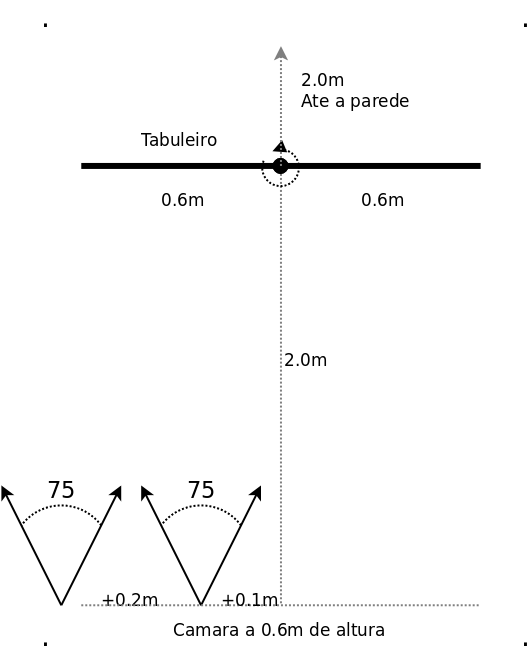 2.0m
Ate a parede
Tabuleiro
0.6m
0.6m
2.0m
75
75
+0.2m
+0.1m
Camara a 0.6m de altura